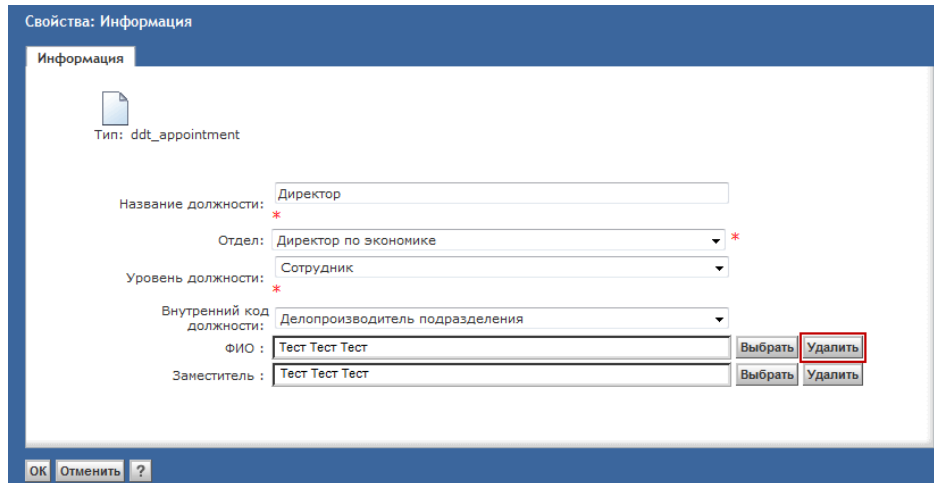 Свойства: Информация
Информация
Тип: ddt_appointment
Название должности: Директор
*
Отдел: Директор по экономике *
Уровень должности: Сотрудник
*
Внутренний код
должности: Делопроизводитель подразделения
ФИО : Тест Тест Тест Выбрать Удалить
Заместитель : Тест Тест Тест Выбрать Удалить
ОК Отменить ?